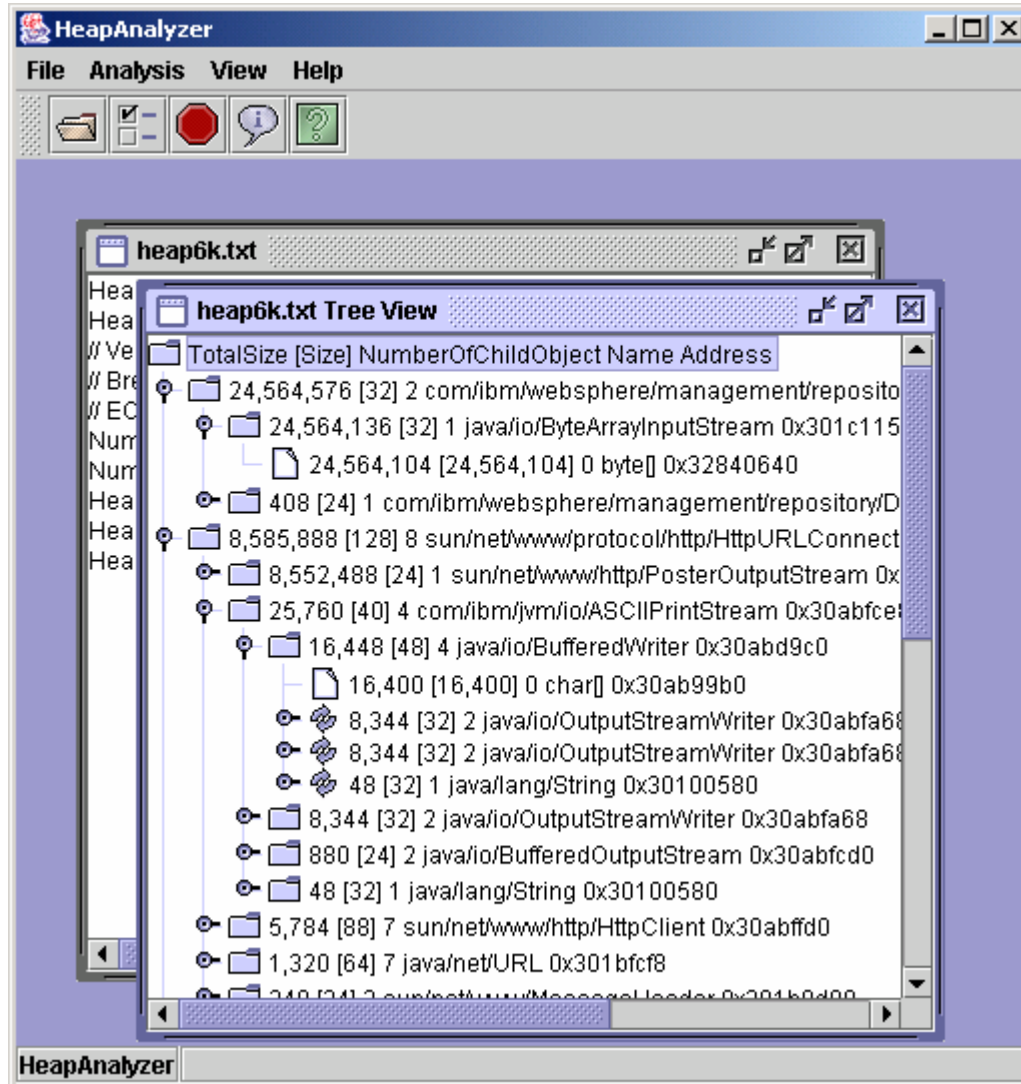 HeapAnalyzer
File Analysis View Help
heap6k.txt
Hea
Hea
// Ve
// Bre
// EC
Num
Num
Hea
Hea
Hea
heap6k.txt Tree View
TotalSize [Size] NumberOfChildObject Name Address
24,564,576 [32] 2 com/ibm/websphere/management/reposito
24,564,136 [32] 1 java/io/ByteArrayInputStream 0x301c115
24,564,104 [24,564,104] 0 byte[] 0x32840640
408 [24] 1 com/ibm/websphere/management/repository/D
8,585,888 [128] 8 sun/net/www/protocol/http/HttpURLConnect
8,552,488 [24] 1 sun/net/www/http/PosterOutputStream 0x
25,760 [40] 4 com/ibm/jvm/io/ASCIIPrintStream 0x30abfce8
16,448 [48] 4 java/io/BufferedWriter 0x30abd9c0
16,400 [16,400] 0 char[] 0x30ab99b0
8,344 [32] 2 java/io/OutputStreamWriter 0x30abfa68
8,344 [32] 2 java/io/OutputStreamWriter 0x30abfa68
48 [32] 1 java/lang/String 0x30100580
8,344 [32] 2 java/io/OutputStreamWriter 0x30abfa68
880 [24] 2 java/io/BufferedOutputStream 0x30abfcd0
48 [32] 1 java/lang/String 0x30100580
5,784 [88] 7 sun/net/www/http/HttpClient 0x30abffd0
1,320 [64] 7 java/net/URL 0x301bfcf8
HeapAnalyzer